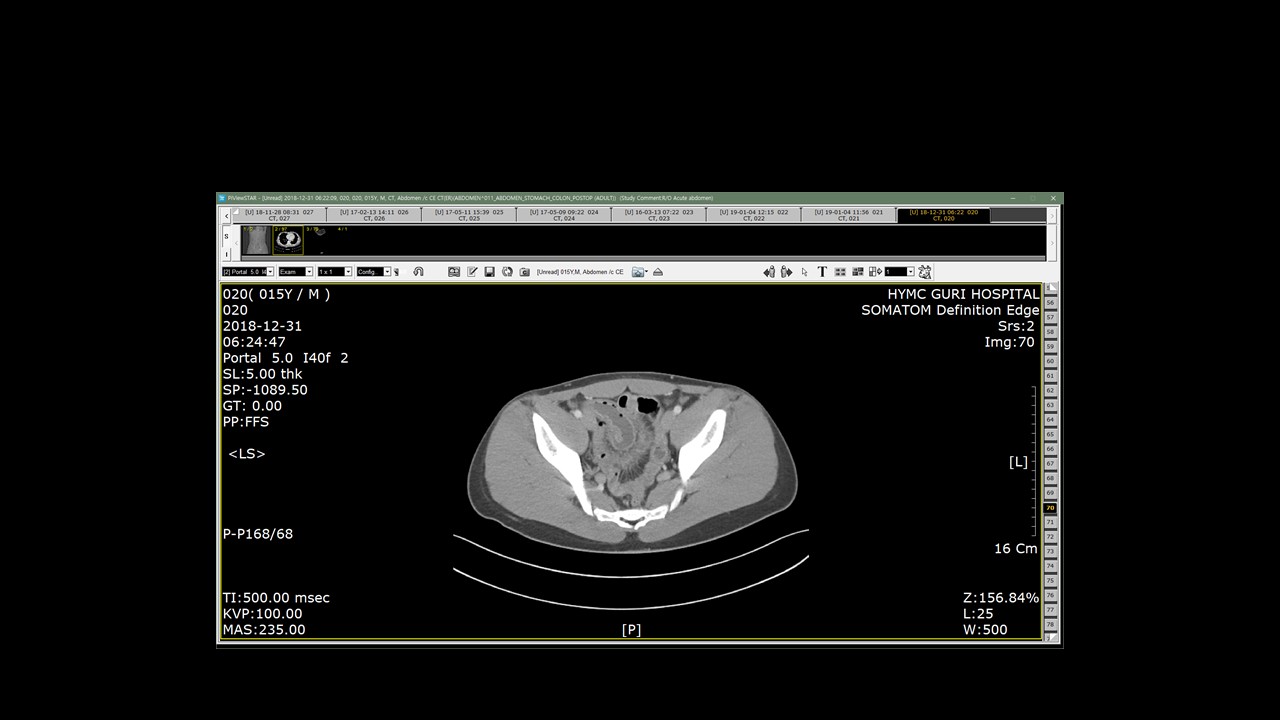 PiViewSTAR - [Unread] 2018-12-31 06:22:09, 020, 020, 015Y, M, CT, Abdomen /c CE CT(ER)(ABDOMEN^011_ABDOMEN_STOMACH_COLON_POSTOP (ADULT)) (Study Comment:R/O Acute abdomen)
[U] 18-11-28 08:31 027
CT, 027
[U] 17-02-13 14:11 026
CT, 026
[U] 17-05-11 15:39 025
CT, 025
[U] 17-05-09 09:22 024
CT, 024
[U] 16-03-13 07:22 023
CT, 023
[U] 19-01-04 12:15 022
CT, 022
[U] 19-01-04 11:56 021
CT, 021
[U] 18-12-31 06:22 020
CT, 020
S
I
[2] Portal 5.0 I4
Exam
1 x 1
Config.
[Unread] 015Y,M, Abdomen /c CE
T
1
020( 015Y / M )
020
2018-12-31
06:24:47
Portal 5.0 I40f 2
SL:5.00 thk
SP:-1089.50
GT: 0.00
PP:FFS
<LS>
P-P168/68
TI:500.00 msec
KVP:100.00
MAS:235.00
HYMC GURI HOSPITAL
SOMATOM Definition Edge
Srs:2
Img:70
[L]
16 Cm
Z:156.84%
L:25
W:500
[P]
56
57
58
59
60
61
62
63
64
65
66
67
68
69
70
71
72
73
74
75
76
77
78